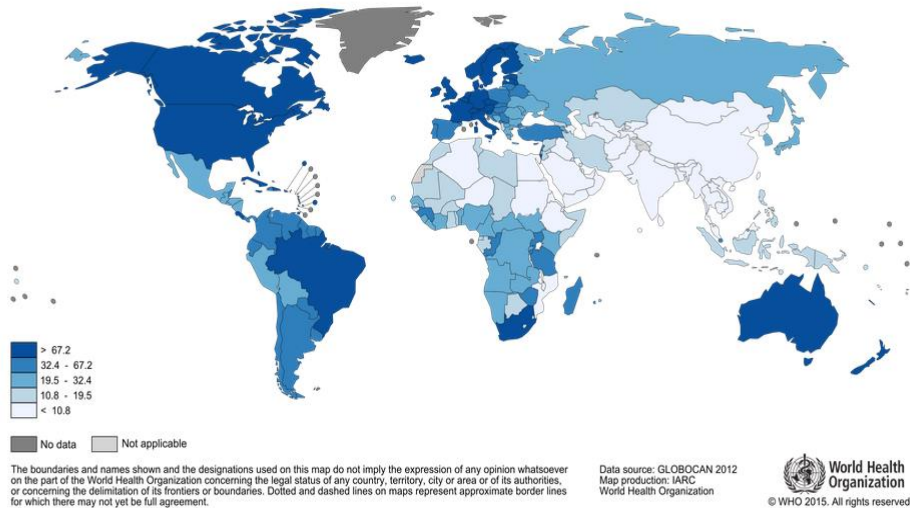 > 67.2
32.4 - 67.2
19.5 - 32.4
10.8 - 19.5
< 10.8
No data
Not applicable
The boundaries and names shown and the designations used on this map do not imply the expression of any opinion whatsoever
on the part of the World Health Organization concerning the legal status of any country, territory, city or area or of its authorities,
or concerning the delimitation of its frontiers or boundaries. Dotted and dashed lines on maps represent approximate border lines
for which there may not yet be full agreement.
Data source: GLOBOCAN 2012
Map production: IARC
World Health Organization
World Health
Organization
© WHO 2015. All rights reserved